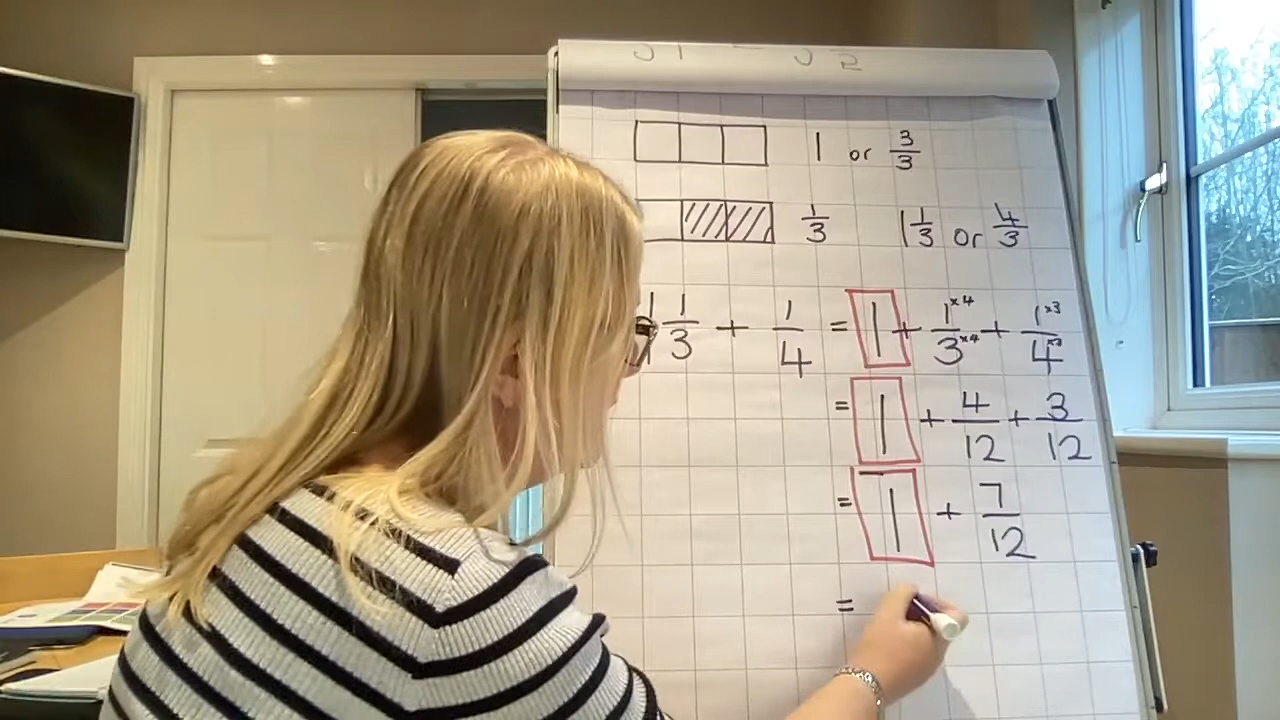 1 or 3/3
1/3 1 1/3 or 4/3
1 1/3 + 1/4 = 1 + 1×4/3×4 + 1×3/4×3
= 1 + 4/12 + 3/12
= 1 + 7/12
=